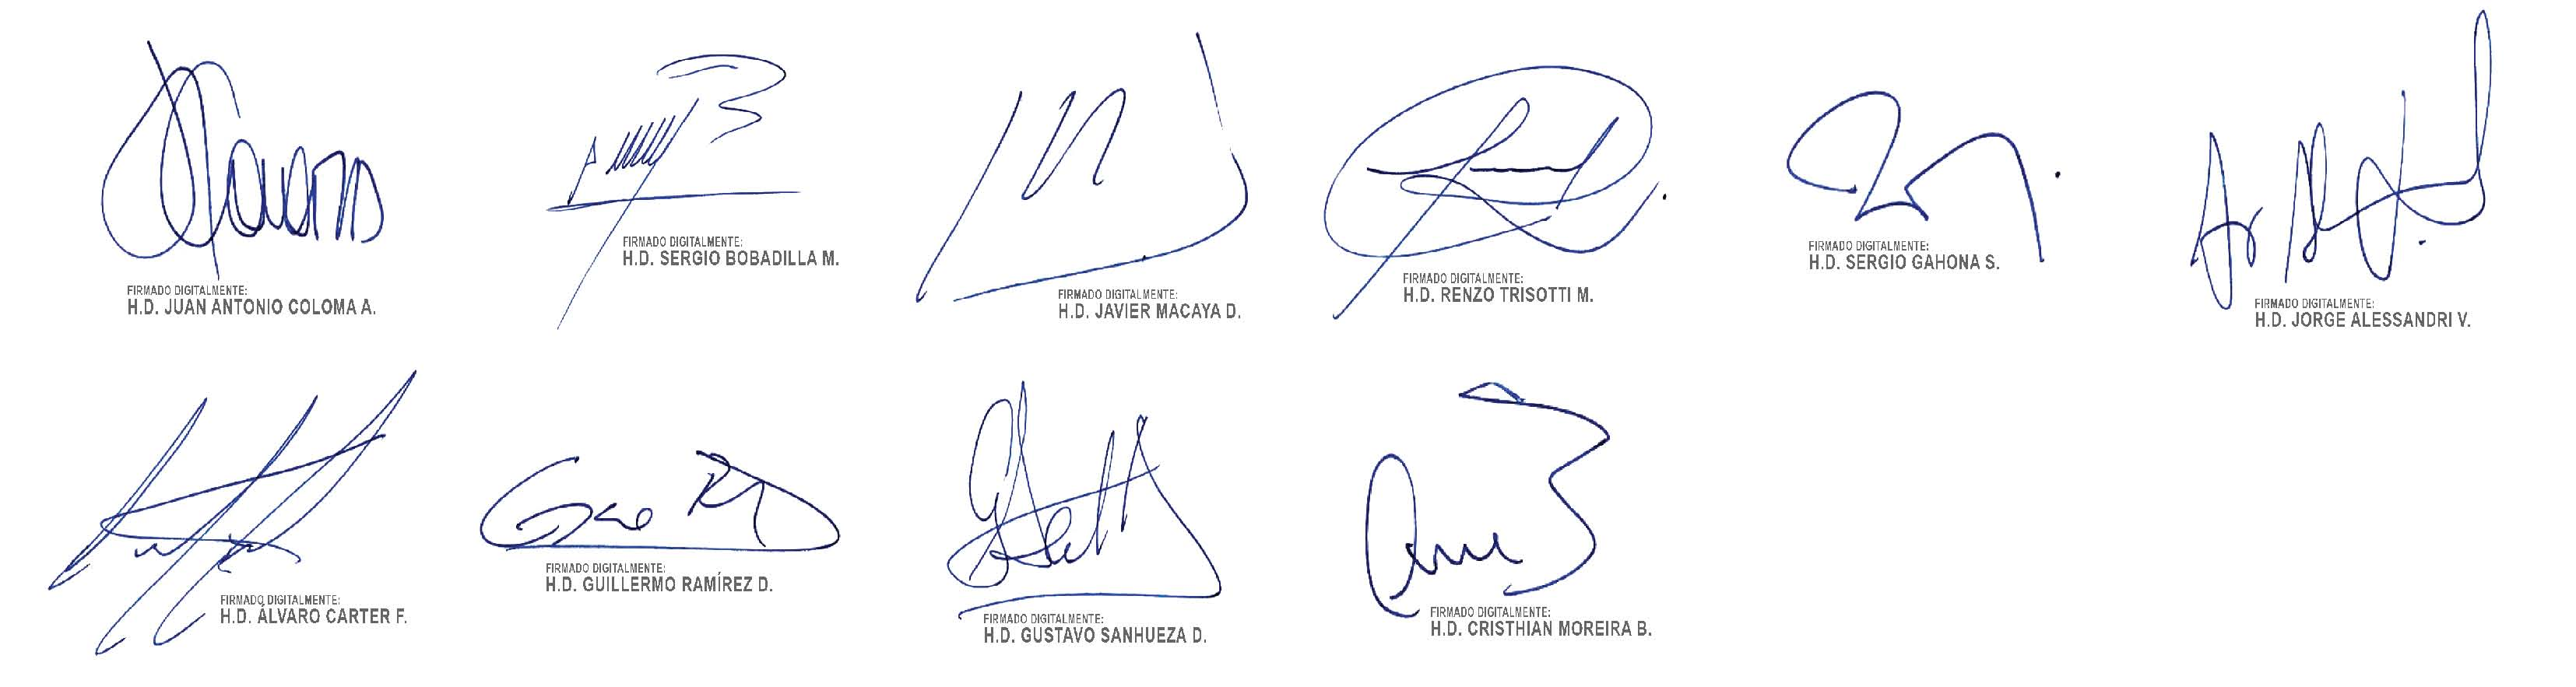 FIRMADO DIGITALMENTE:
H.D. JUAN ANTONIO COLOMA A.
FIRMADO DIGITALMENTE:
H.D. SERGIO BOBADILLA M.
FIRMADO DIGITALMENTE:
H.D. JAVIER MACAYA D.
FIRMADO DIGITALMENTE:
H.D. RENZO TRISOTTI M.
FIRMADO DIGITALMENTE:
H.D. SERGIO GAHONA S.
FIRMADO DIGITALMENTE:
H.D. JORGE ALESSANDRI V.
FIRMADO DIGITALMENTE:
H.D. ÁLVARO CARTER F.
FIRMADO DIGITALMENTE:
H.D. GUILLERMO RAMÍREZ D.
FIRMADO DIGITALMENTE:
H.D. GUSTAVO SANHUEZA D.
FIRMADO DIGITALMENTE:
H.D. CRISTHIAN MOREIRA B.